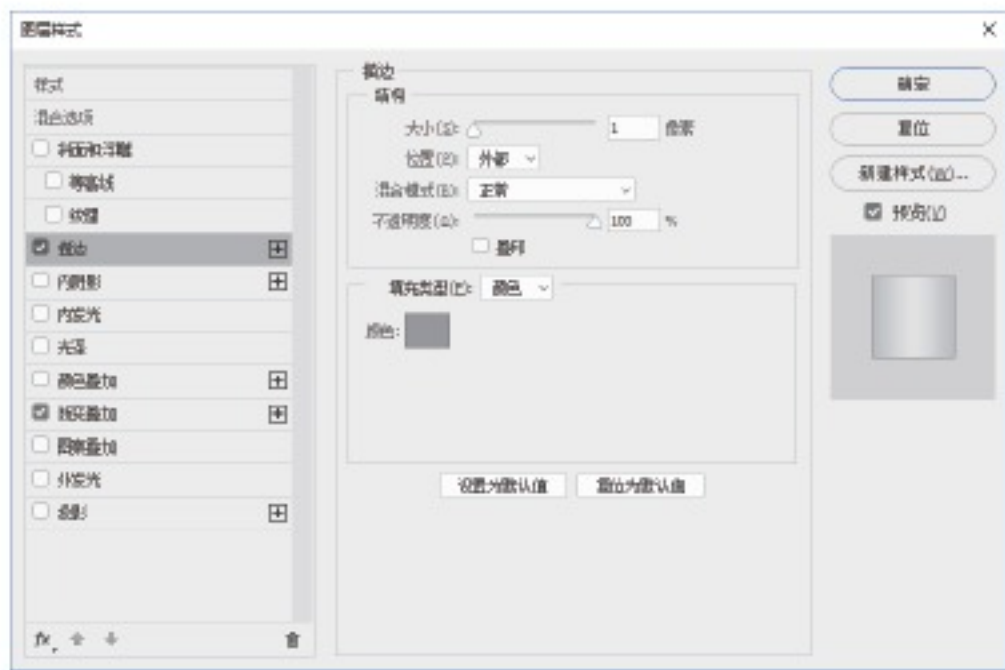 图层样式
样式
混合选项
斜面和浮雕
等高线
纹理
描边
内阴影
内发光
光泽
颜色叠加
渐变叠加
图案叠加
外发光
投影
fx
描边
结构
大小(S): 1 像素
位置(P): 外部
混合模式(B): 正常
不透明度(O): 100 %
叠印
填充类型(F): 颜色
颜色:
设置为默认值 复位为默认值
确定
复位
新建样式(W)...
预览(V)